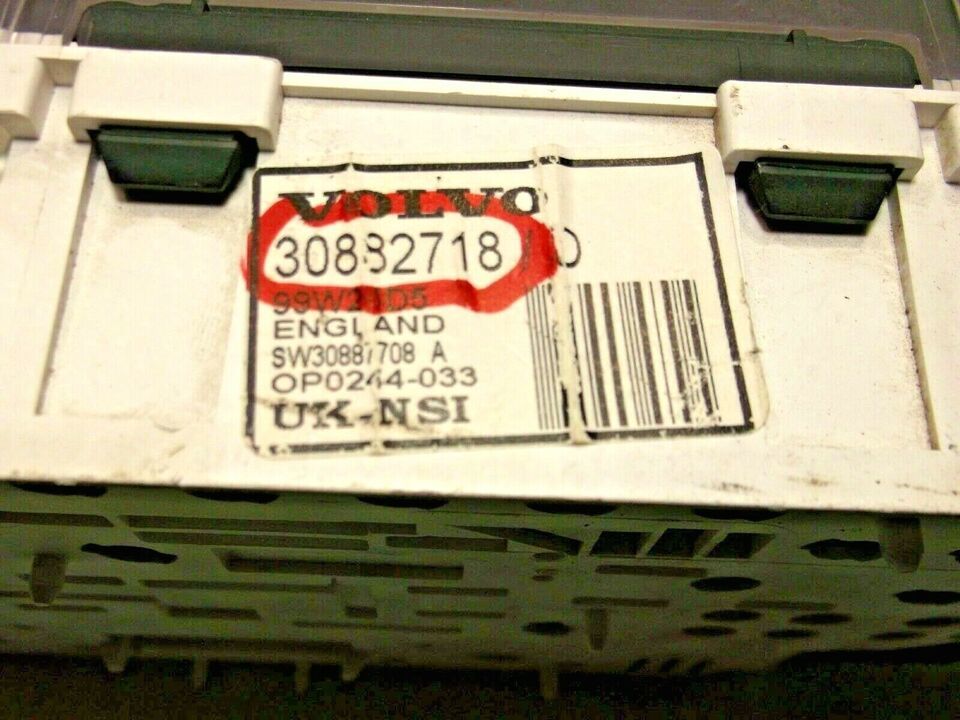 VOLVO
30882718
ENGLAND
SW30887708 A
OP0244-033
UK-NSI